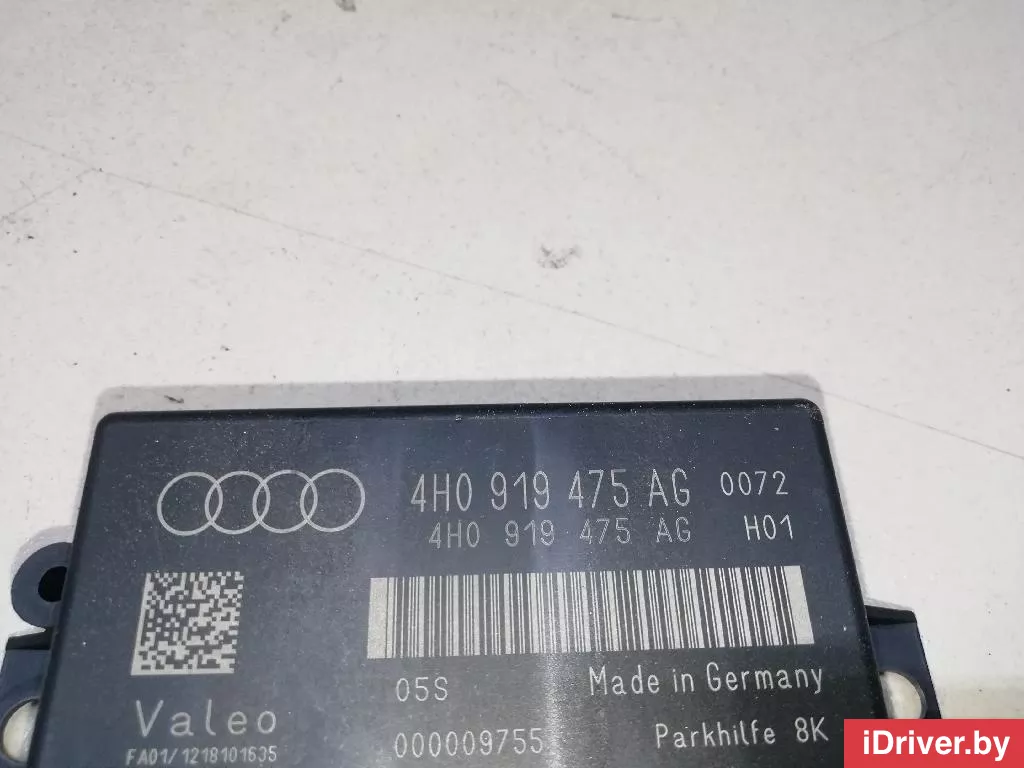 4H0 919 475 AG 0072
4H0 919 475 AG H01
05S Made in Germany
Valeo 000009755 Parkhilfe 8K
FA01/1218101635
iDriver.by